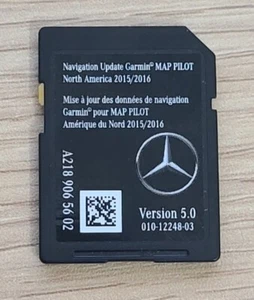 Navigation Update Garmin® MAP PILOT
North America 2015/2016
Mise à jour des données de navigation
Garmin® pour MAP PILOT
Amérique du Nord 2015/2016
A218 906 56 02
Version 5.0
010-12248-03